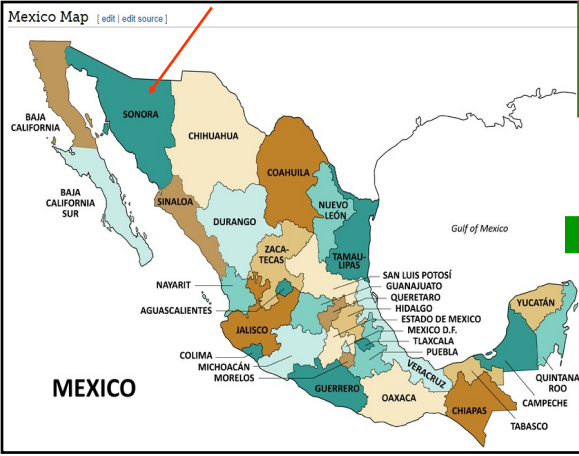 Mexico Map [ edit | edit source ]
BAJA
CALIFORNIA
SONORA
CHIHUAHUA
COAHUILA
BAJA
CALIFORNIA
SUR
SINALOA
DURANGO
NUEVO
LEÓN
Gulf of Mexico
ZACA-
TECAS
TAMAU-
LIPAS
NAYARIT
SAN LUIS POTOSÍ
GUANAJUATO
QUERETARO
HIDALGO
ESTADO DE MEXICO
MEXICO D.F.
TLAXCALA
PUEBLA
AGUASCALIENTES
YUCATÁN
JALISCO
COLIMA
MICHOACÁN
MORELOS
VERACRUZ
QUINTANA
ROO
MEXICO
GUERRERO
OAXACA
CHIAPAS
CAMPECHE
TABASCO